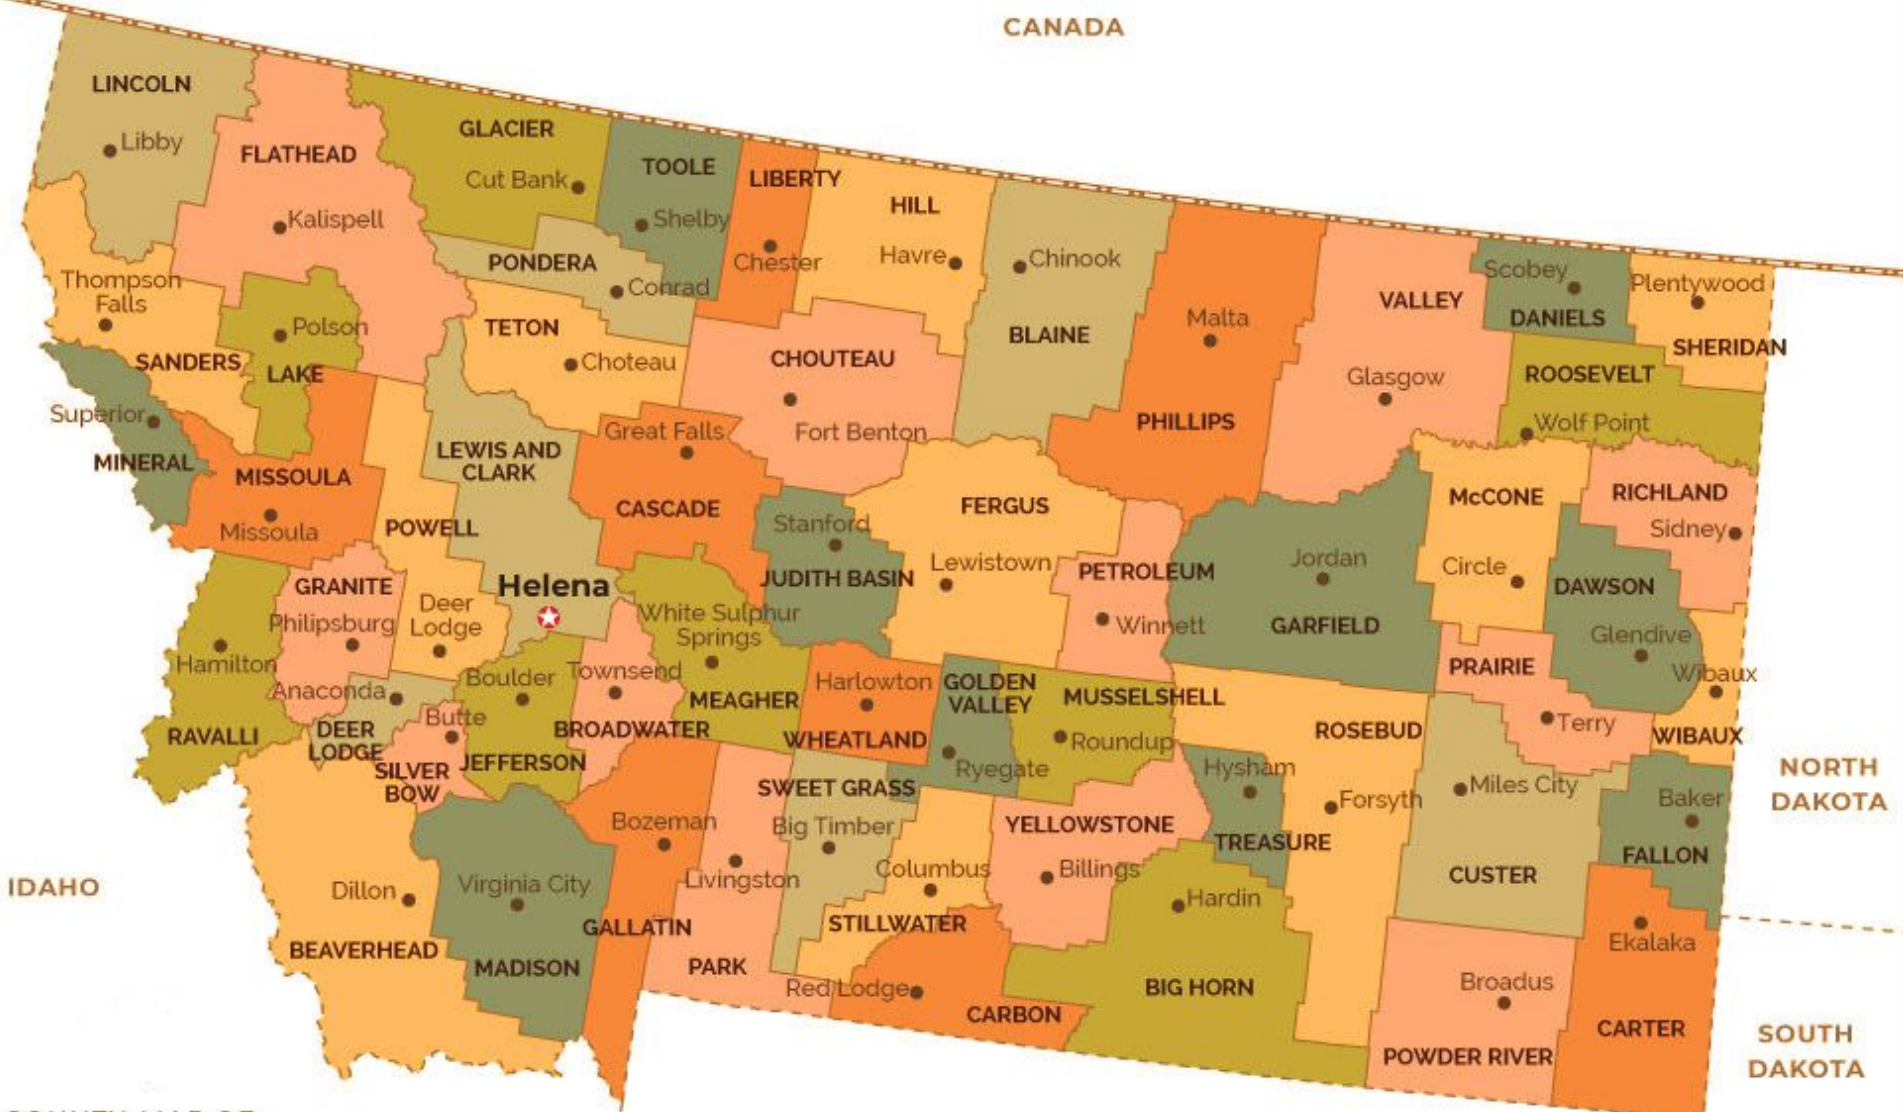 CANADA
LINCOLN
Libby
FLATHEAD
Kalispell
GLACIER
Cut Bank
TOOLE
Shelby
LIBERTY
Chester
HILL
Havre
Chinook
BLAINE
Malta
PHILLIPS
VALLEY
Glasgow
Scobey
DANIELS
Plentywood
SHERIDAN
ROOSEVELT
Wolf Point
PONDERA
Conrad
Thompson
Falls
SANDERS
Polson
LAKE
TETON
Choteau
CHOUTEAU
Fort Benton
Superior
MINERAL
MISSOULA
Missoula
POWELL
Deer
Lodge
LEWIS AND
CLARK
Helena
Great Falls
CASCADE
Stanford
JUDITH BASIN
FERGUS
Lewistown
PETROLEUM
Winnett
Jordan
GARFIELD
McCONE
Circle
RICHLAND
Sidney
DAWSON
Glendive
PRAIRIE
Terry
Wibaux
WIBAUX
GRANITE
Philipsburg
Hamilton
RAVALLI
Anaconda
DEER
LODGE
Butte
SILVER
BOW
Boulder
JEFFERSON
Townsend
BROADWATER
White Sulphur
Springs
MEAGHER
Harlowton
WHEATLAND
GOLDEN
VALLEY
Ryegate
MUSSELSHELL
Roundup
ROSEBUD
Forsyth
Hysham
TREASURE
Miles City
CUSTER
Baker
FALLON
NORTH
DAKOTA
IDAHO
Dillon
BEAVERHEAD
Virginia City
MADISON
Bozeman
GALLATIN
Livingston
PARK
SWEET GRASS
Big Timber
Columbus
STILLWATER
YELLOWSTONE
Billings
Red Lodge
CARBON
Hardin
BIG HORN
Broadus
POWDER RIVER
Ekalaka
CARTER
SOUTH
DAKOTA